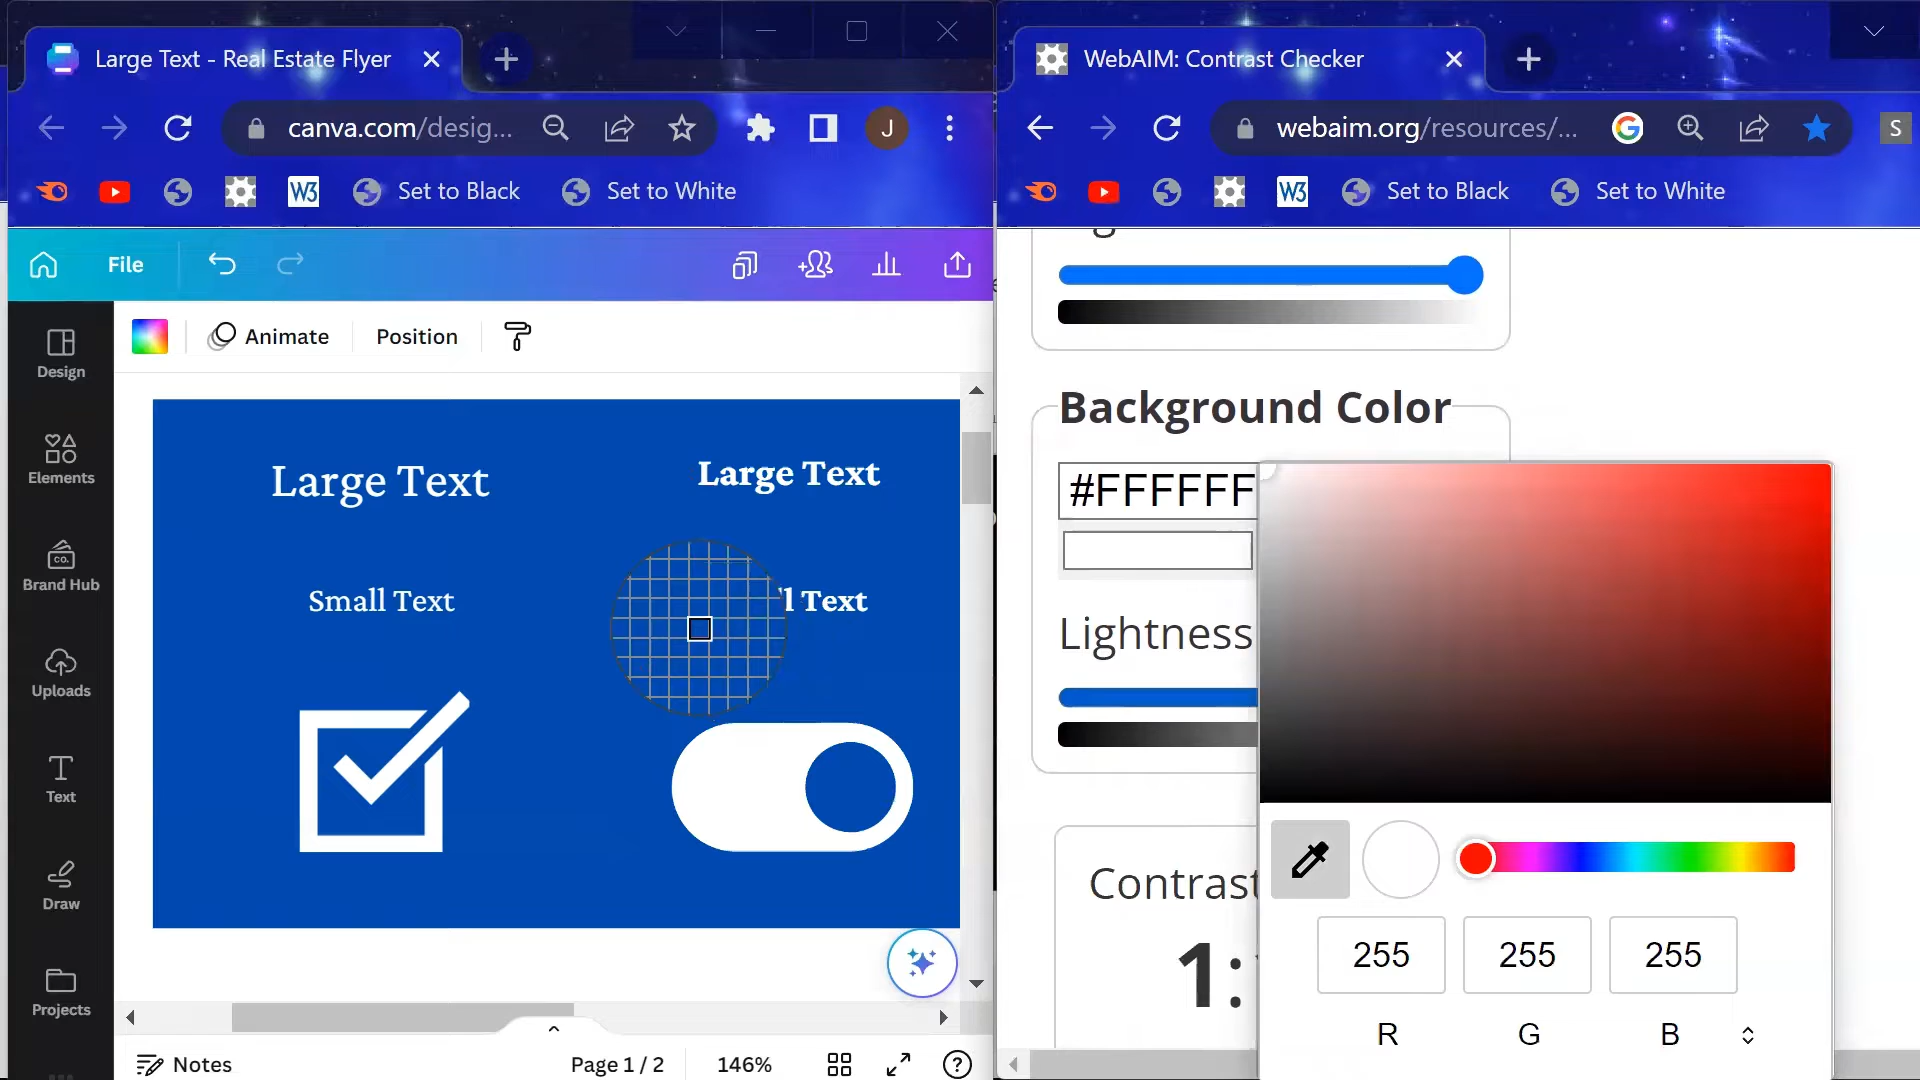 Large Text - Real Estate Flyer
canva.com/desig...
J
W3
Set to Black
Set to White
File
Animate
Position
Design
Elements
CO.
Brand Hub
Uploads
Text
Draw
Projects
Large Text
Large Text
Small Text
l Text
Notes
Page 1 / 2
146%
?
WebAIM: Contrast Checker
webaim.org/resources/...
G
S
W3
Set to Black
Set to White
Background Color
#FFFFFF
Lightness
Contrast
1:
255
255
255
R
G
B